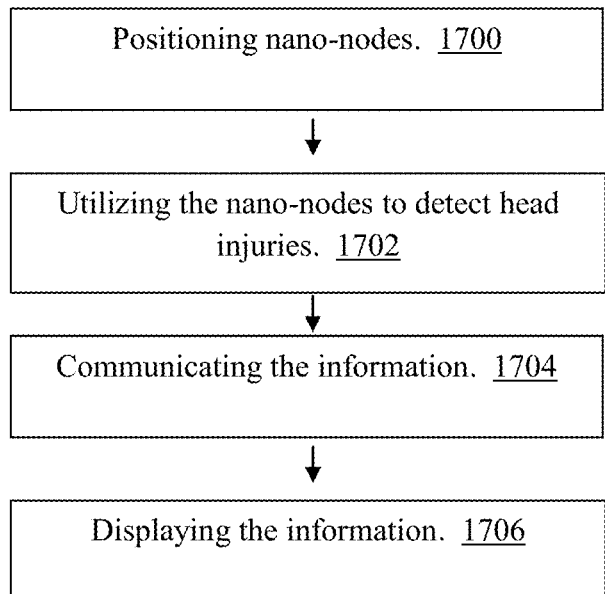 Positioning nano-nodes. 1700
Utilizing the nano-nodes to detect head
injuries. 1702
Communicating the information. 1704
Displaying the information. 1706